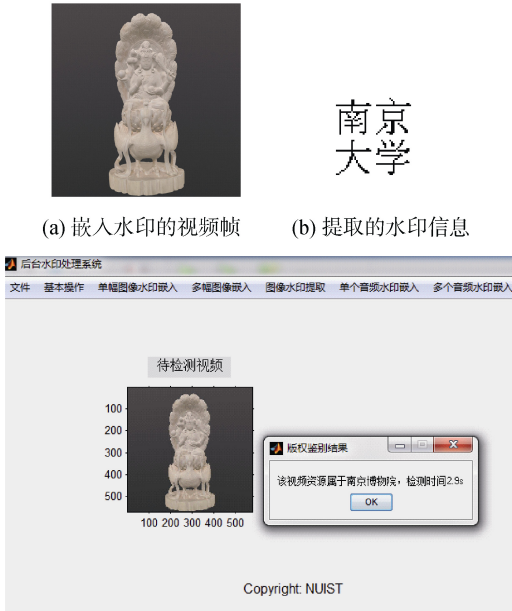 南京
大学
(a) 嵌入水印的视频帧 (b) 提取的水印信息
后台水印处理系统
文件 基本操作 单幅图像水印嵌入 多幅图像嵌入 图像水印提取 单个音频水印嵌入 多个音频水印嵌入
待检测视频
100
200
300
400
500
100 200 300 400 500
版权鉴别结果
该视频资源属于南京博物院，检测时间2.9s
OK
Copyright: NUIST